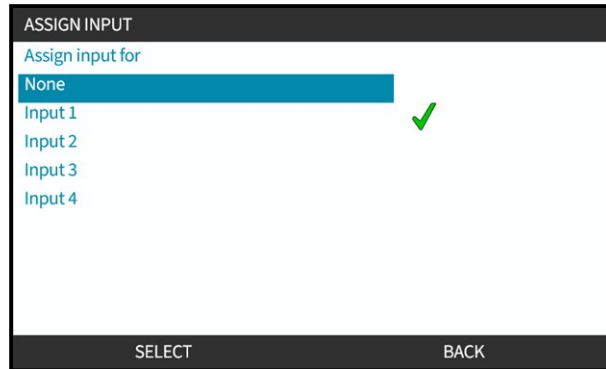 ASSIGN INPUT
Assign input for
None
Input 1
Input 2
Input 3
Input 4
SELECT BACK